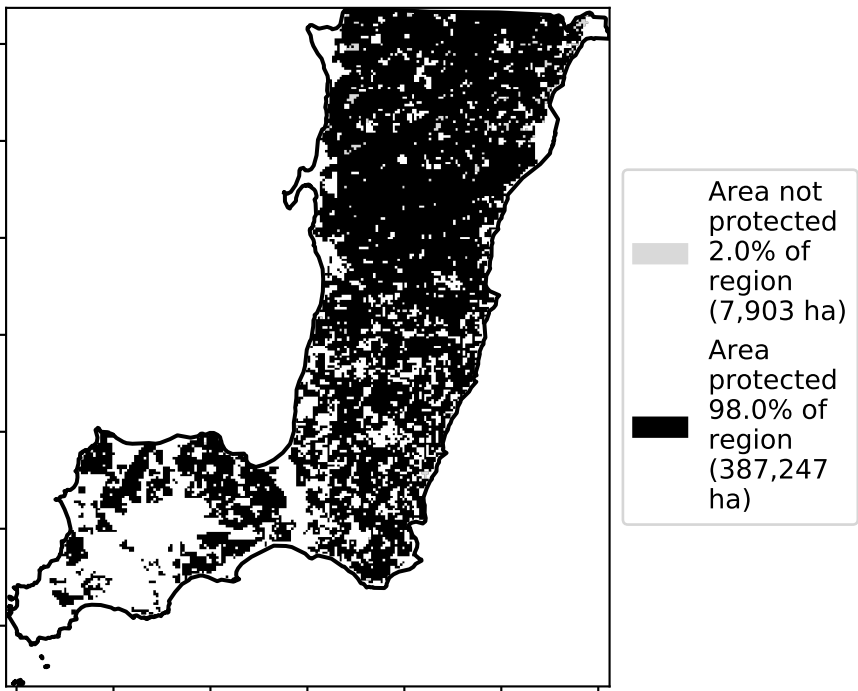 Area not
protected
2.0% of
region
(7,903 ha)
Area
protected
98.0% of
region
(387,247
ha)